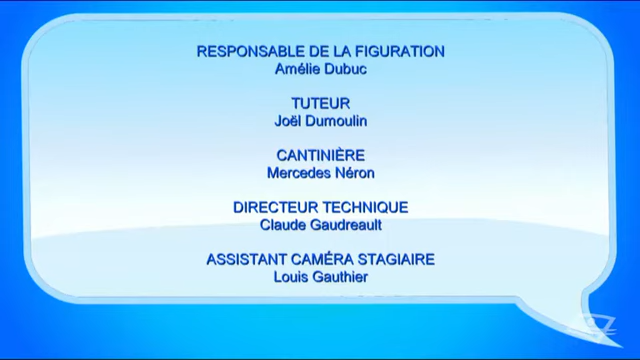 RESPONSABLE DE LA FIGURATION
Amélie Dubuc
TUTEUR
Joël Dumoulin
CANTINIÈRE
Mercedes Néron
DIRECTEUR TECHNIQUE
Claude Gaudreault
ASSISTANT CAMÉRA STAGIAIRE
Louis Gauthier